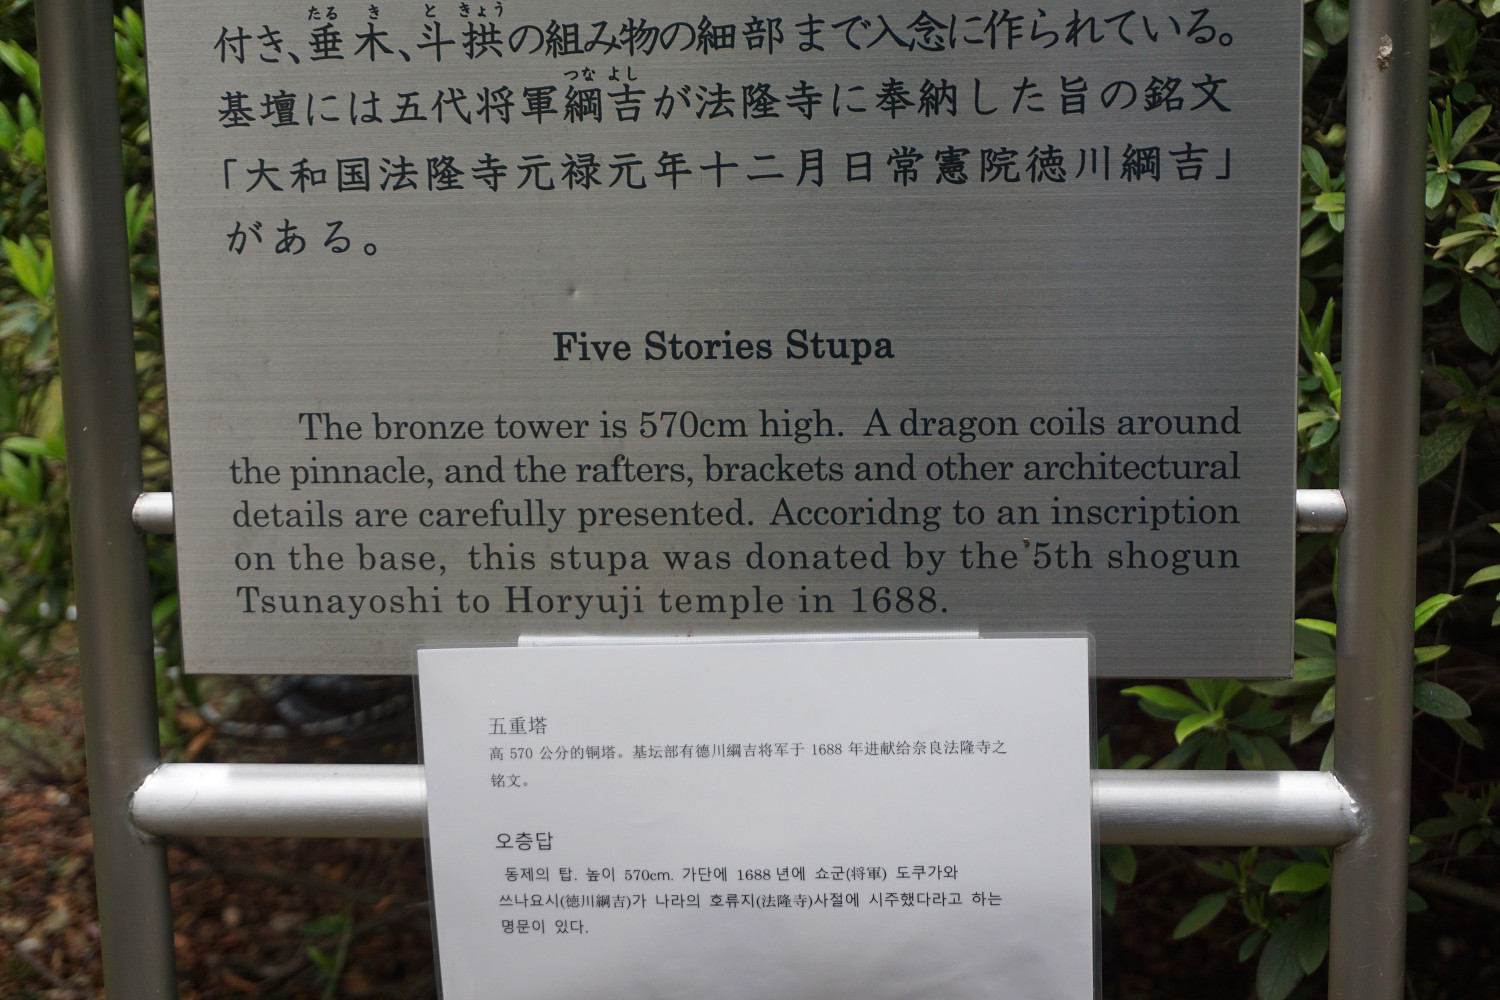 付き、垂木、斗拱の組み物の細部まで入念に作られている。
基壇には五代将軍綱吉が法隆寺に奉納した旨の銘文
「大和国法隆寺元禄元年十二月日常憲院徳川綱吉」
がある。
Five Stories Stupa
The bronze tower is 570cm high. A dragon coils around
the pinnacle, and the rafters, brackets and other architectural
details are carefully presented. Accoridng to an inscription
on the base, this stupa was donated by the 5th shogun
Tsunayoshi to Horyuji temple in 1688.
五重塔
高 570 公分的铜塔。基坛部有德川綱吉将军于 1688 年进献给奈良法隆寺之
铭文。
오층답
동제의 탑. 높이 570cm. 가단에 1688 년에 쇼군(将軍) 도쿠가와
쓰나요시(徳川綱吉)가 나라의 호류지(法隆寺)사절에 시주했다라고 하는
명문이 있다.